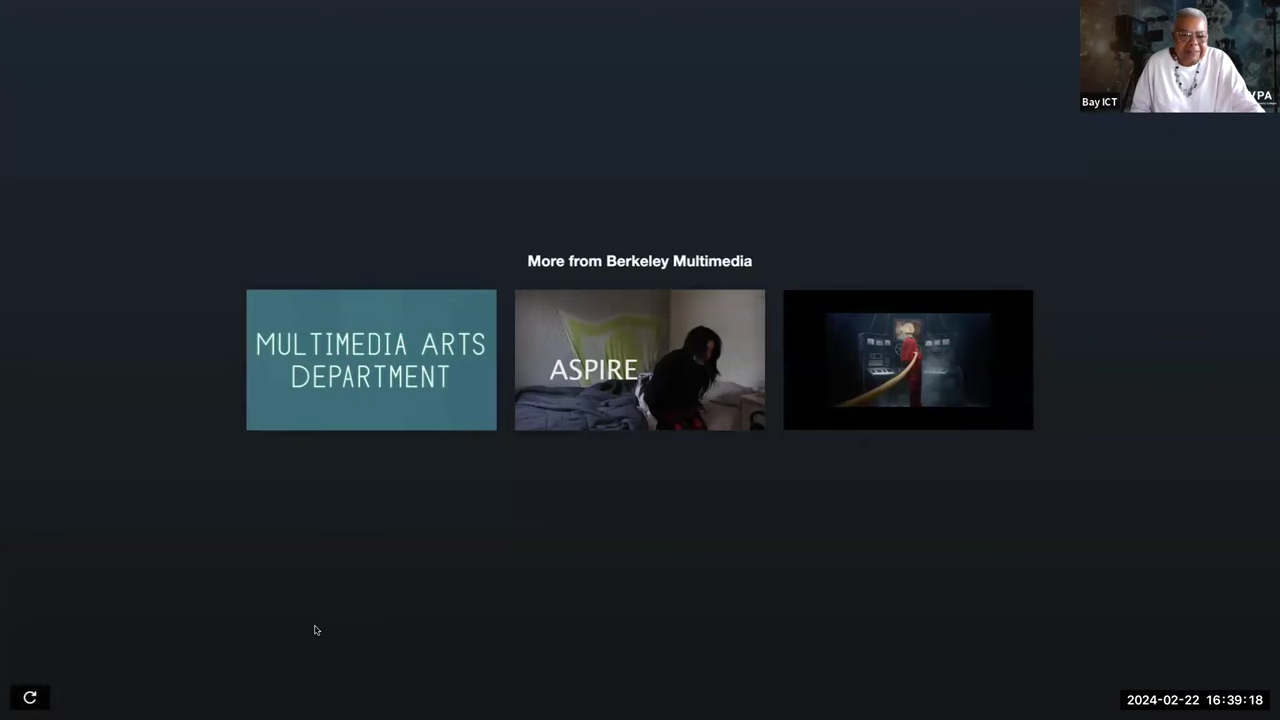 VPA
Bay ICT
More from Berkeley Multimedia
MULTIMEDIA ARTS
DEPARTMENT
ASPIRE
2024-02-22 16:39:18